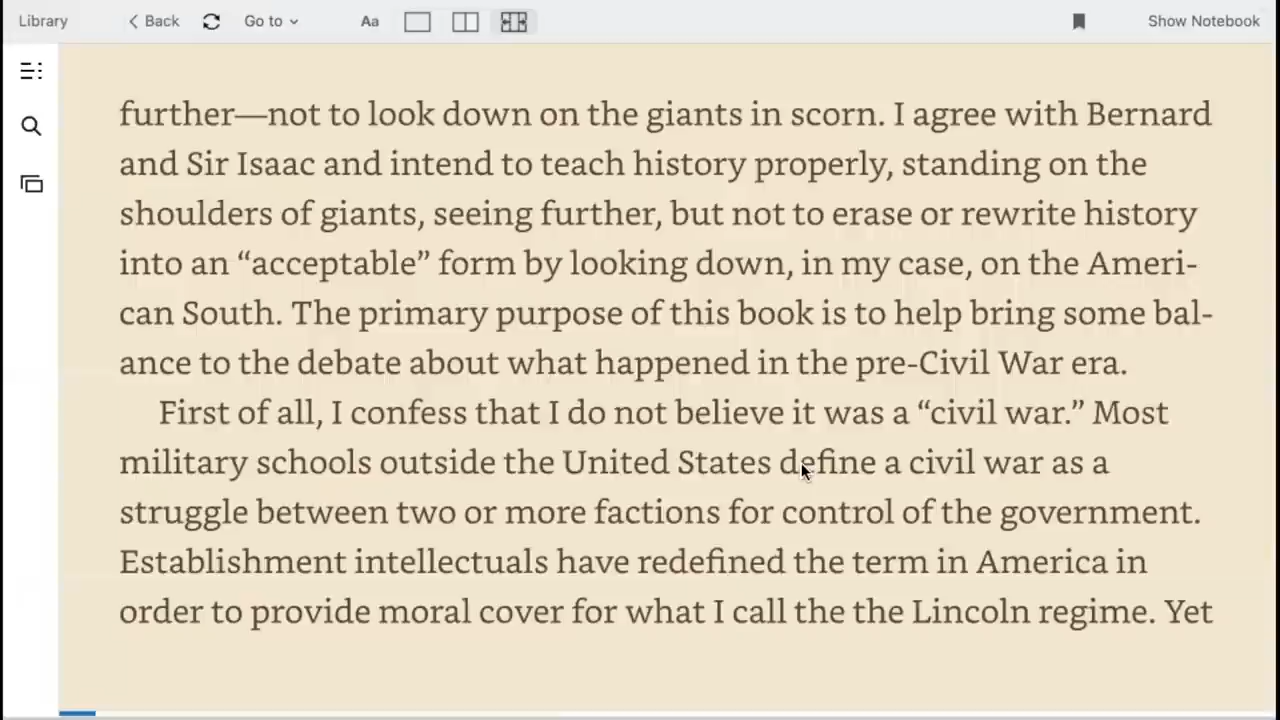 Library Back Go to Aa Show Notebook
further—not to look down on the giants in scorn. I agree with Bernard
and Sir Isaac and intend to teach history properly, standing on the
shoulders of giants, seeing further, but not to erase or rewrite history
into an “acceptable” form by looking down, in my case, on the Ameri-
can South. The primary purpose of this book is to help bring some bal-
ance to the debate about what happened in the pre-Civil War era.
First of all, I confess that I do not believe it was a “civil war.” Most
military schools outside the United States define a civil war as a
struggle between two or more factions for control of the government.
Establishment intellectuals have redefined the term in America in
order to provide moral cover for what I call the the Lincoln regime. Yet